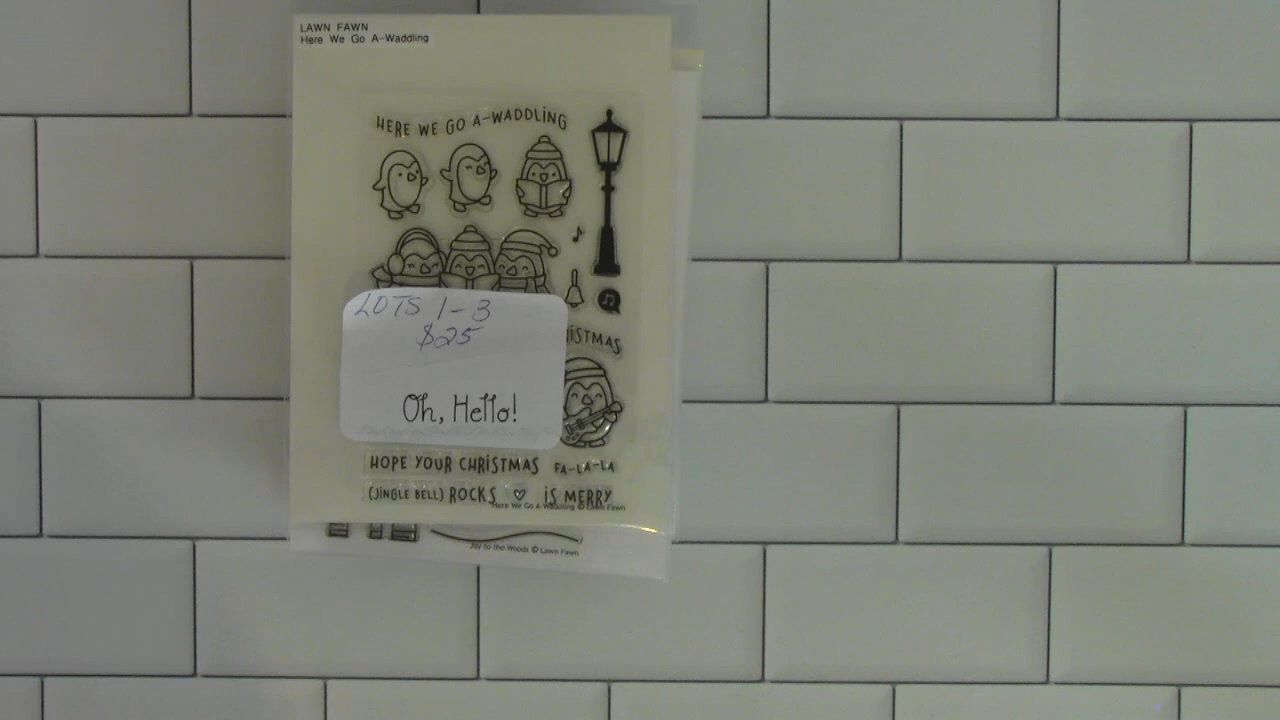 LAWN FAWN
Here We Go A-Waddling
HERE WE GO A-WADDLING
LOTS 1-3
$25
Oh, Hello!
HOPE YOUR CHRISTMAS FA-LA-LA
(JINGLE BELL) ROCKS IS MERRY
Here We Go A-Waddling © Lawn Fawn
Joy to the Woods © Lawn Fawn